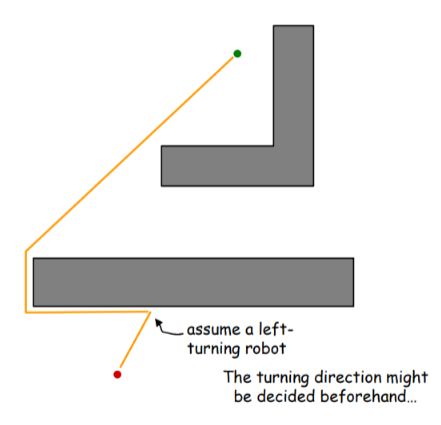 assume a left-
turning robot
The turning direction might
be decided beforehand...